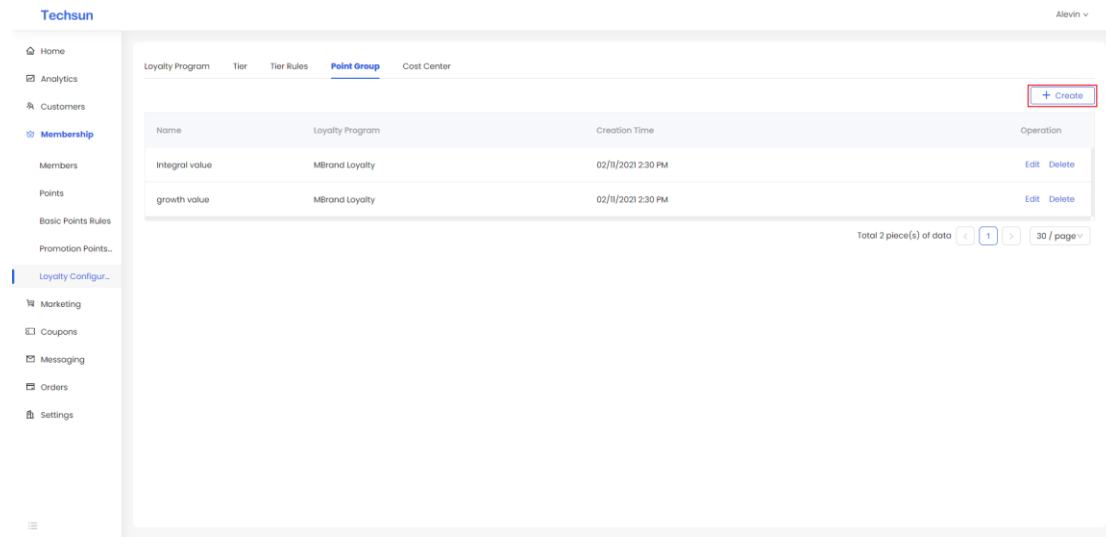 Techsun
Alevin
Home
Analytics
Customers
Membership
Members
Points
Basic Points Rules
Promotion Points...
Loyalty Configur...
Marketing
Coupons
Messaging
Orders
Settings
Loyalty Program Tier Tier Rules Point Group Cost Center
+ Create
Name Loyalty Program Creation Time Operation
Integral value MBrand Loyalty 02/11/2021 2:30 PM Edit Delete
growth value MBrand Loyalty 02/11/2021 2:30 PM Edit Delete
Total 2 piece(s) of data < 1 > 30 / page